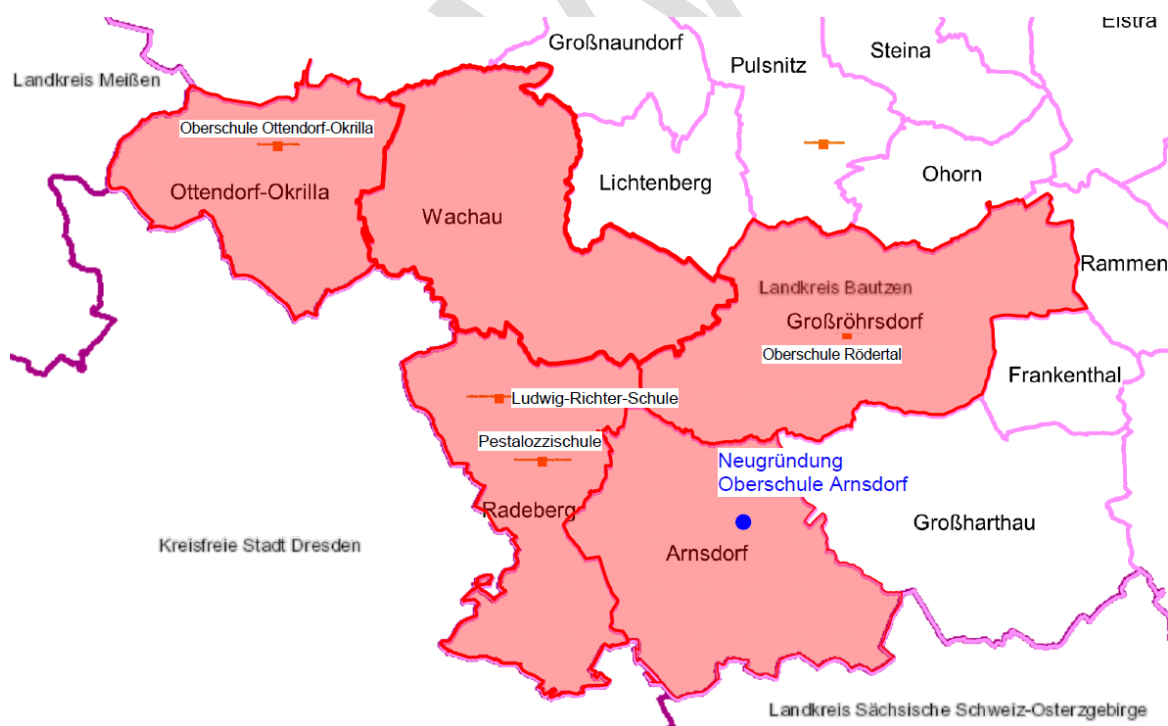 Elstra
Großnaundorf
Steina
Pulsnitz
Landkreis Meißen
Oberschule Ottendorf-Okrilla
Ottendorf-Okrilla
Lichtenberg
Ohorn
Wachau
Rammen
Landkreis Bautzen
Großröhrsdorf
Oberschule Rödertal
Frankenthal
Ludwig-Richter-Schule
Pestalozzischule
Neugründung
Oberschule Arnsdorf
Radeberg
Großharthau
Kreisfreie Stadt Dresden
Arnsdorf
Landkreis Sächsische Schweiz-Osterzgebirge